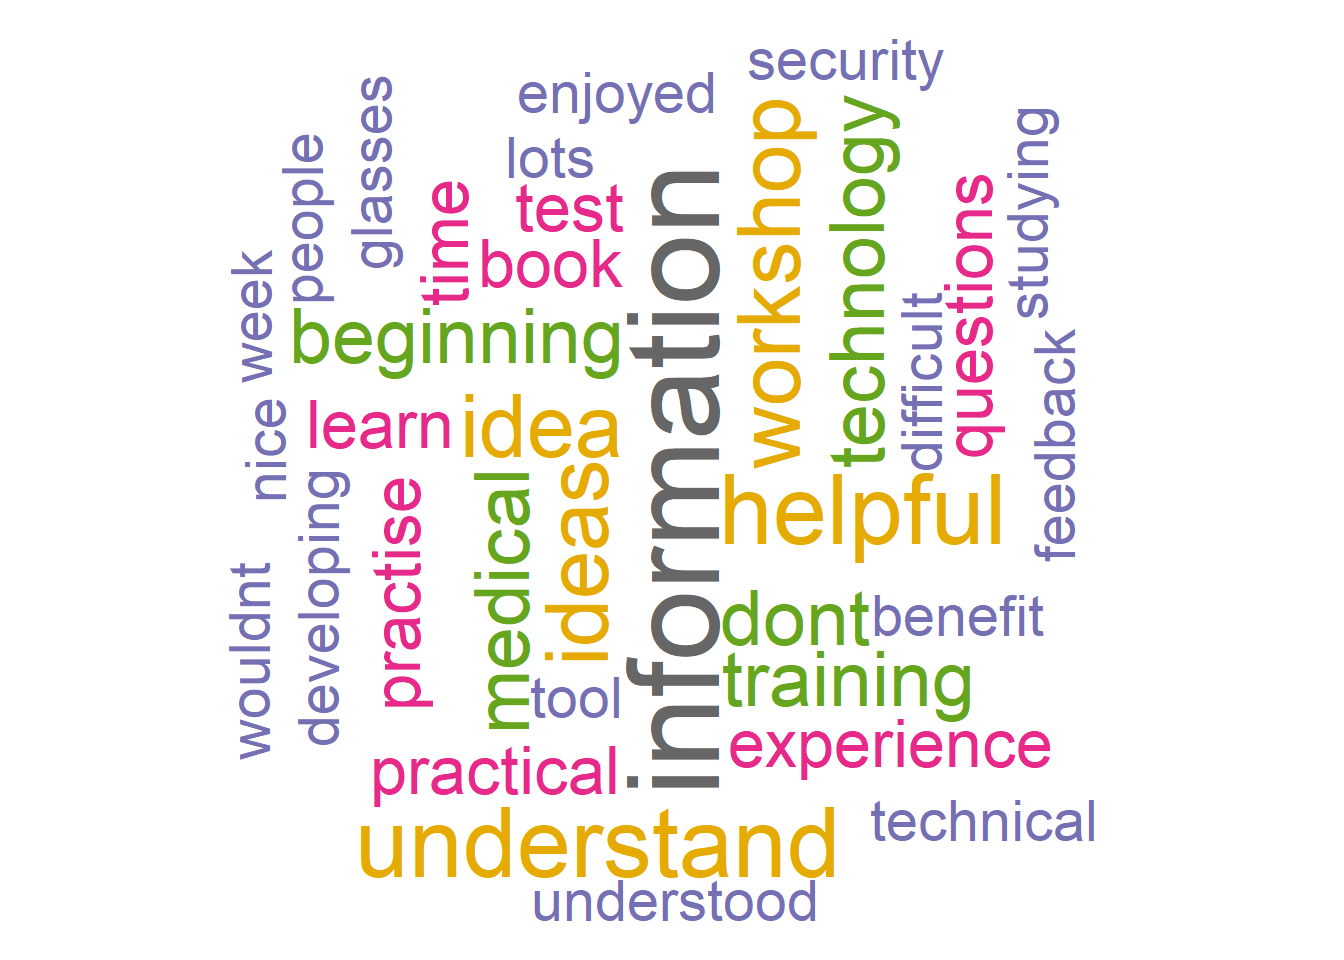 security
enjoyed
glasses
people
lots
workshop
technology
studying
time
test
book
information
questions
week
beginning
difficult
feedback
nice
learn
idea
ideas
helpful
developing
practise
medical
wouldnt
dont
benefit
training
tool
experience
practical
understand
technical
understood